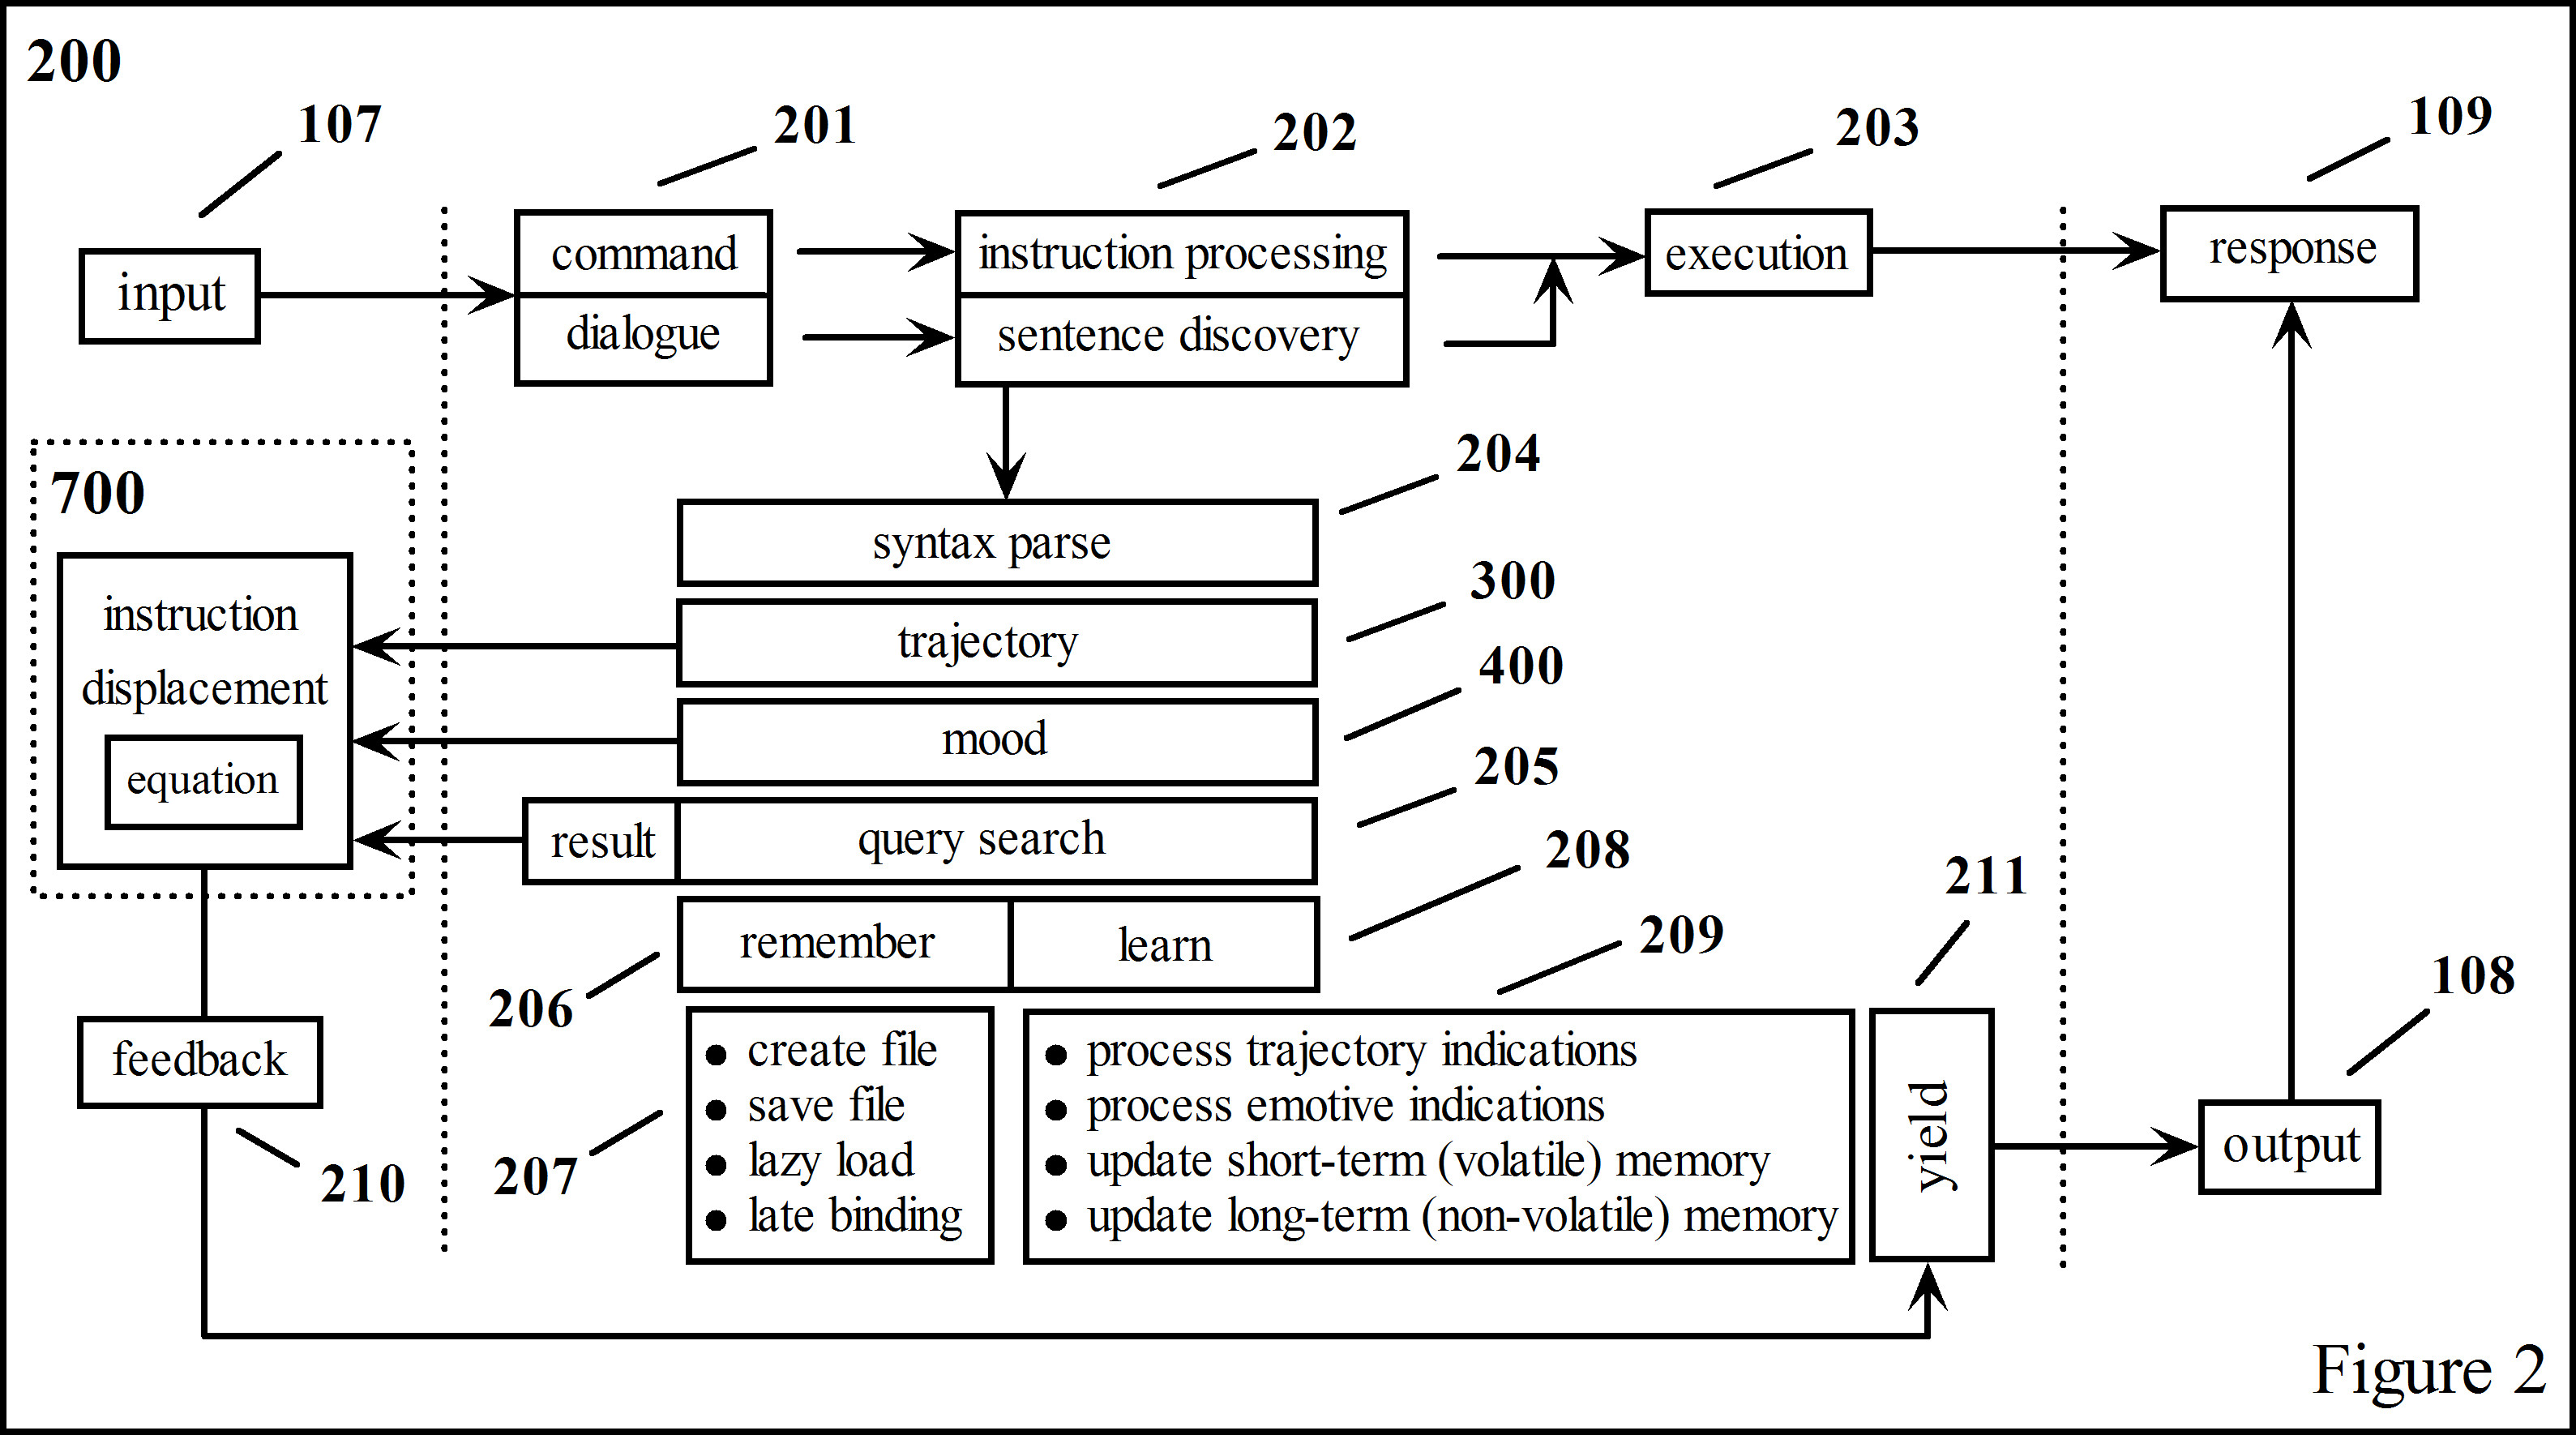 200
107
201
202
203
109
input
command
dialogue
instruction processing
sentence discovery
execution
response
204
700
syntax parse
300
instruction
displacement
equation
trajectory
400
mood
205
result
query search
208
211
remember
learn
209
206
108
feedback
210
207
● create file
● save file
● lazy load
● late binding
● process trajectory indications
● process emotive indications
● update short-term (volatile) memory
● update long-term (non-volatile) memory
yield
output
Figure 2